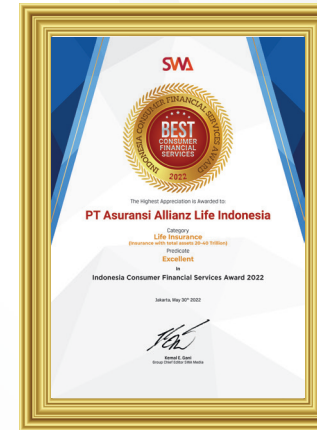 SWA
INDONESIA CONSUMER FINANCIAL SERVICES AWARD
BEST
CONSUMER
FINANCIAL
SERVICES
2022
The Highest Appreciation is Awarded to:
PT Asuransi Allianz Life Indonesia
Category
Life Insurance
(Insurance with total assets 20-40 Trillion)
Predicate
Excellent
In
Indonesia Consumer Financial Services Award 2022
Jakarta, May 30th 2022
Kemal E. Gani
Group Chief Editor SWA Media